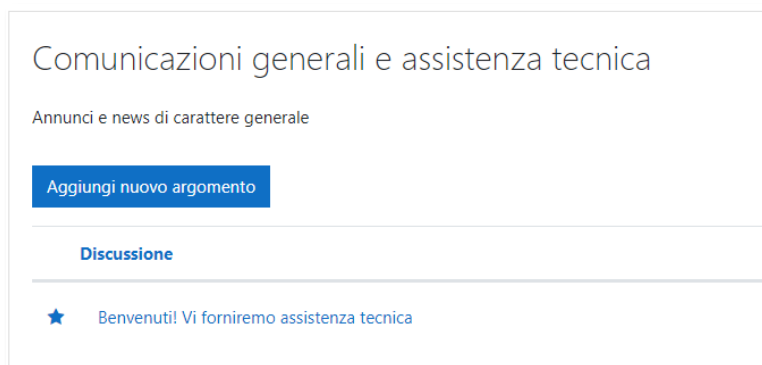 Comunicazioni generali e assistenza tecnica
Annunci e news di carattere generale
Aggiungi nuovo argomento
Discussione
Benvenuti! Vi forniremo assistenza tecnica